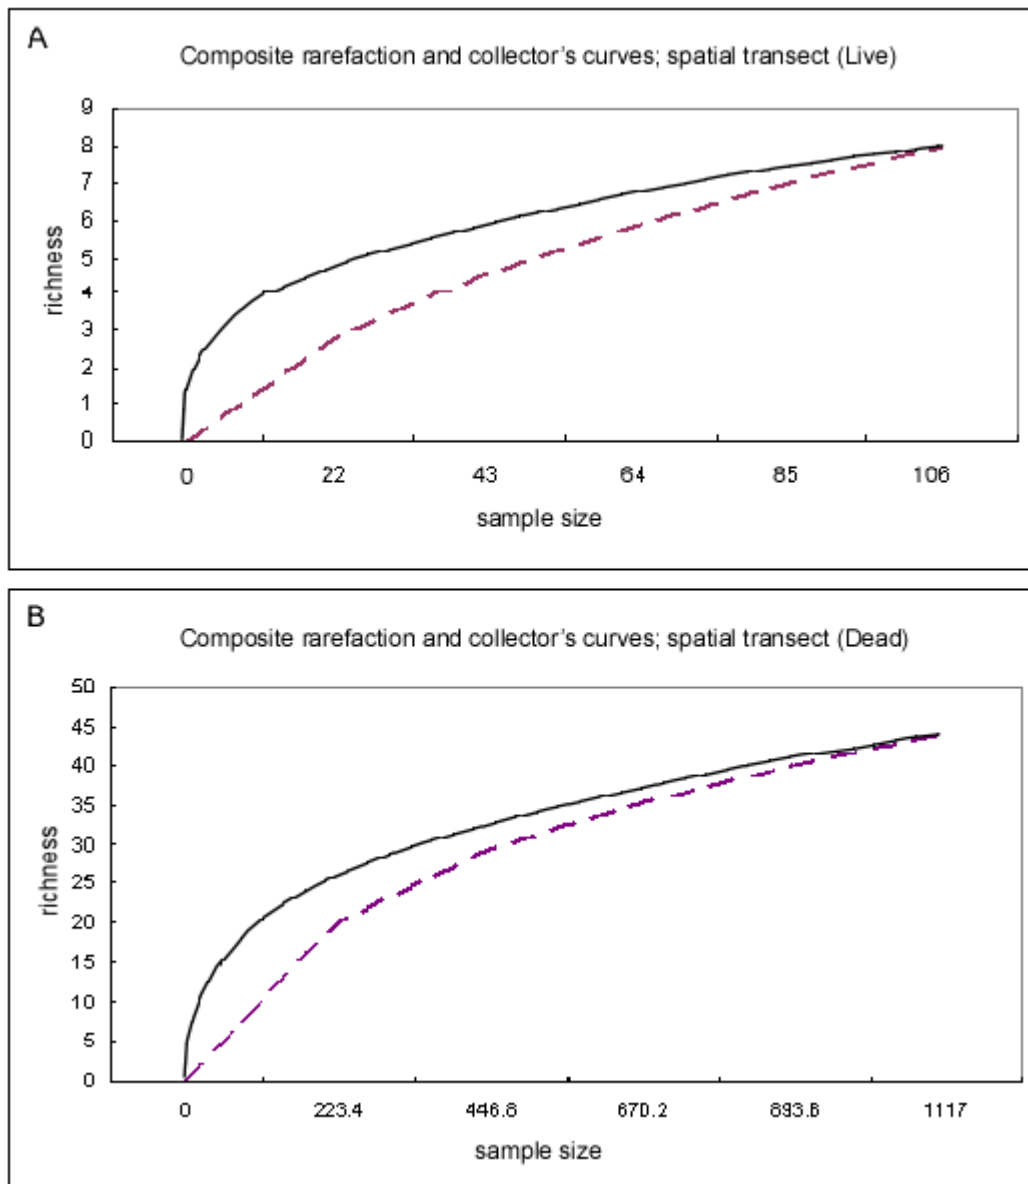 A
Composite rarefaction and collector's curves; spatial transect (Live)
9
8
7
6
5
4
3
2
1
0
richness
0 22 43 64 85 106
sample size
B
Composite rarefaction and collector's curves; spatial transect (Dead)
50
45
40
35
30
25
20
15
10
5
0
richness
0 223.4 446.8 670.2 893.6 1117
sample size